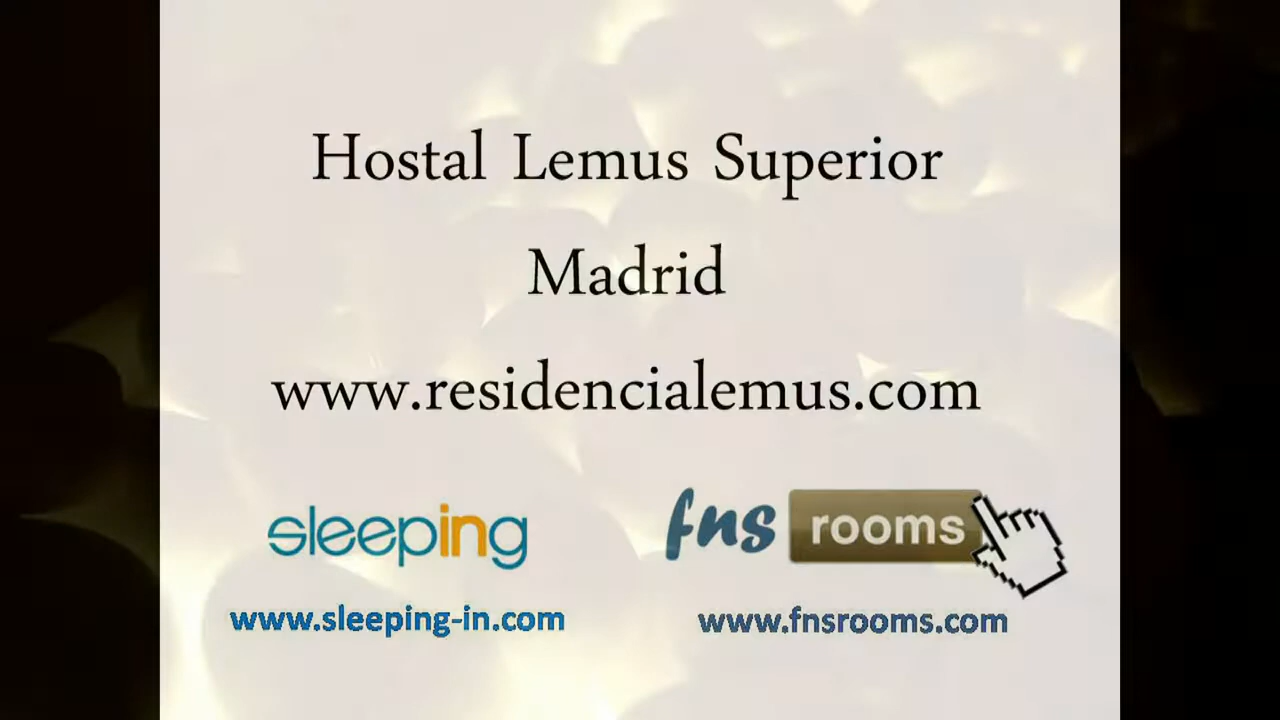 Hostal Lemus Superior
Madrid
www.residencialemus.com
sleeping
fns rooms
www.sleeping-in.com
www.fnsrooms.com